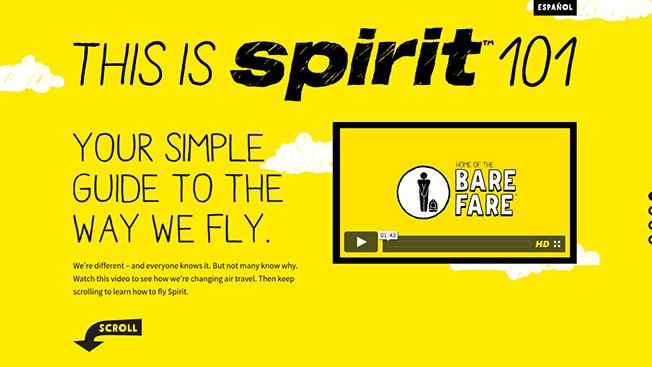 ESPAÑOL
THIS IS spirit™ 101
YOUR SIMPLE
GUIDE TO THE
WAY WE FLY.
We're different – and everyone knows it. But not many know why.
Watch this video to see how we're changing air travel. Then keep
scrolling to learn how to fly Spirit.
SCROLL
HOME OF THE
BARE
FARE
01:43
HD